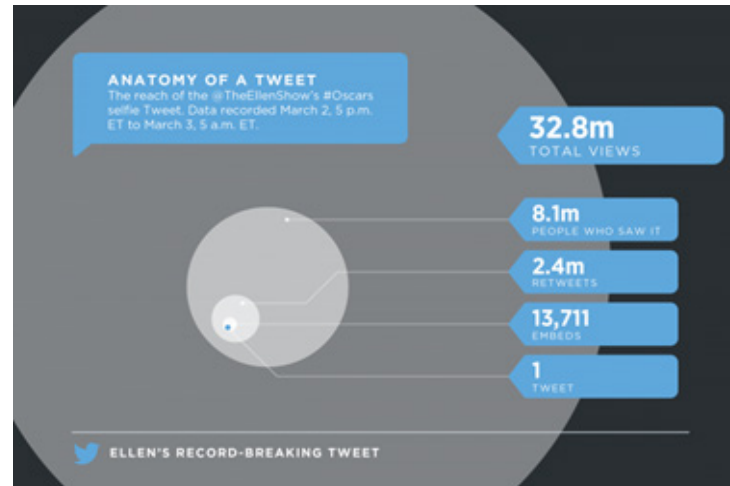 ANATOMY OF A TWEET
The reach of the @TheEllenShow's #Oscars
selfie Tweet. Data recorded March 2, 5 p.m.
ET to March 3, 5 a.m. ET.
32.8m
TOTAL VIEWS
8.1m
PEOPLE WHO SAW IT
2.4m
RETWEETS
13,711
EMBEDS
1
TWEET
ELLEN'S RECORD-BREAKING TWEET